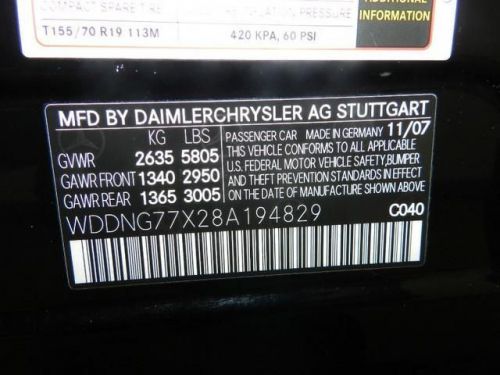 COMPACT SPARE TIRE INFLATION PRESSURE
T155/70 R19 113M 420 KPA, 60 PSI
ADDITIONAL
INFORMATION
MFD BY DAIMLERCHRYSLER AG STUTTGART
KG LBS PASSENGER CAR MADE IN GERMANY 11/07
GVWR 2635 5805 THIS VEHICLE CONFORMS TO ALL APPLICABLE
GAWR FRONT 1340 2950 U.S. FEDERAL MOTOR VEHICLE SAFETY, BUMPER
GAWR REAR 1365 3005 AND THEFT PREVENTION STANDARDS IN EFFECT
ON THE DATE OF MANUFACTURE SHOWN ABOVE
WDDNG77X28A194829 C040